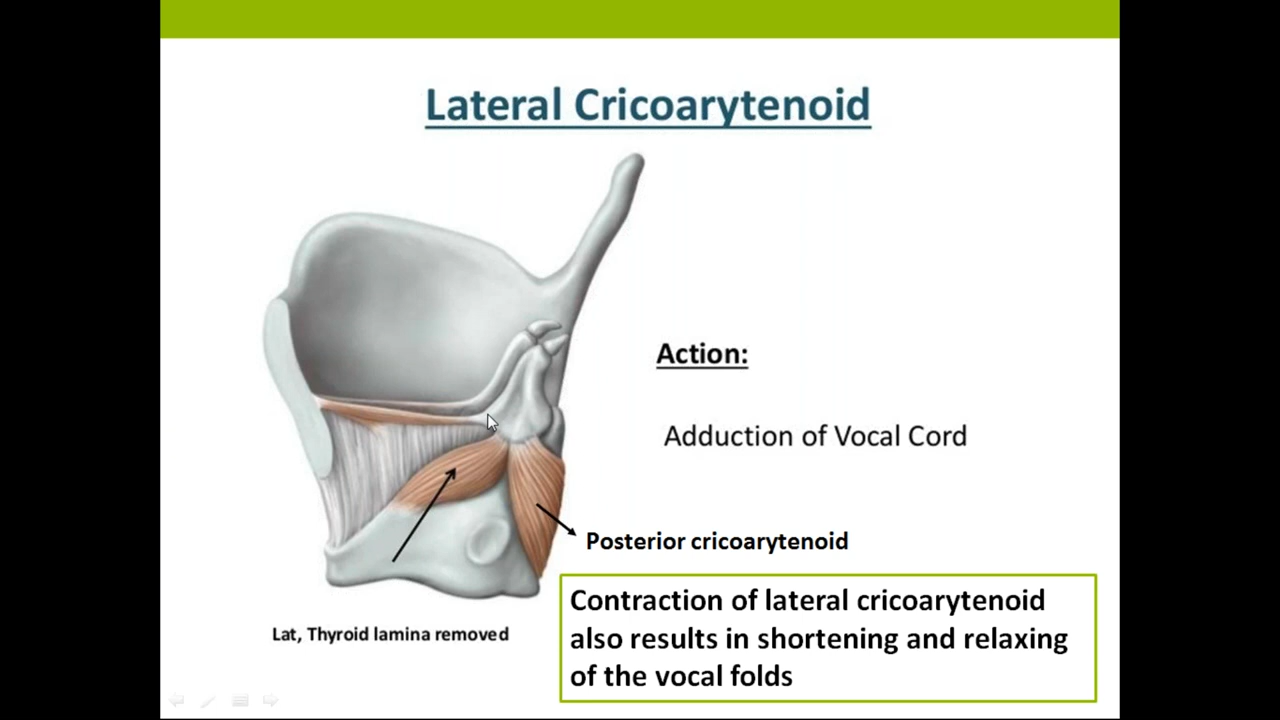 Lateral Cricoarytenoid
Action:
Adduction of Vocal Cord
Posterior cricoarytenoid
Contraction of lateral cricoarytenoid
also results in shortening and relaxing
of the vocal folds
Lat, Thyroid lamina removed